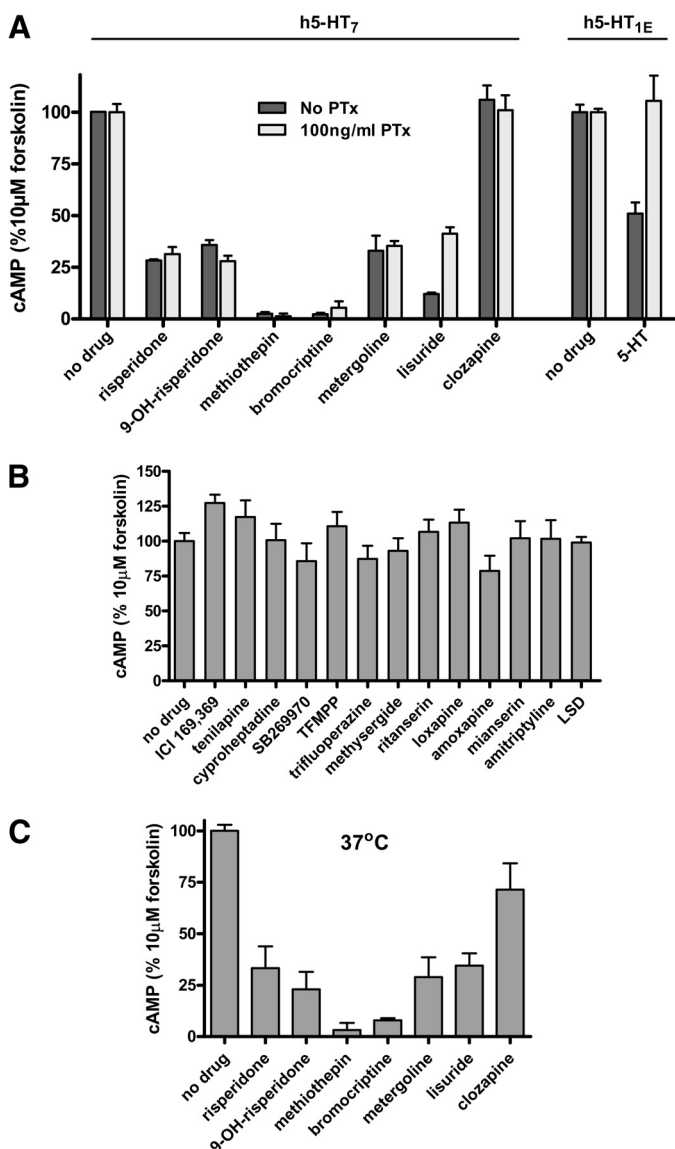 A
h5-HT7
h5-HT1E
cAMP (%10µM forskolin)
100
75
50
25
0
No PTx
100ng/ml PTx
no drug
risperidone
9-OH-risperidone
methiothepin
bromocriptine
metergoline
lisuride
clozapine
no drug
5-HT
B
cAMP (% 10µM forskolin)
150
125
100
75
50
25
0
no drug
ICI 169,369
tenilapine
cyproheptadine
SB269970
TFMPP
trifluoperazine
methysergide
ritanserin
loxapine
amoxapine
mianserin
amitriptyline
LSD
C
37°C
cAMP (% 10µM forskolin)
100
75
50
25
0
no drug
risperidone
9-OH-risperidone
methiothepin
bromocriptine
metergoline
lisuride
clozapine